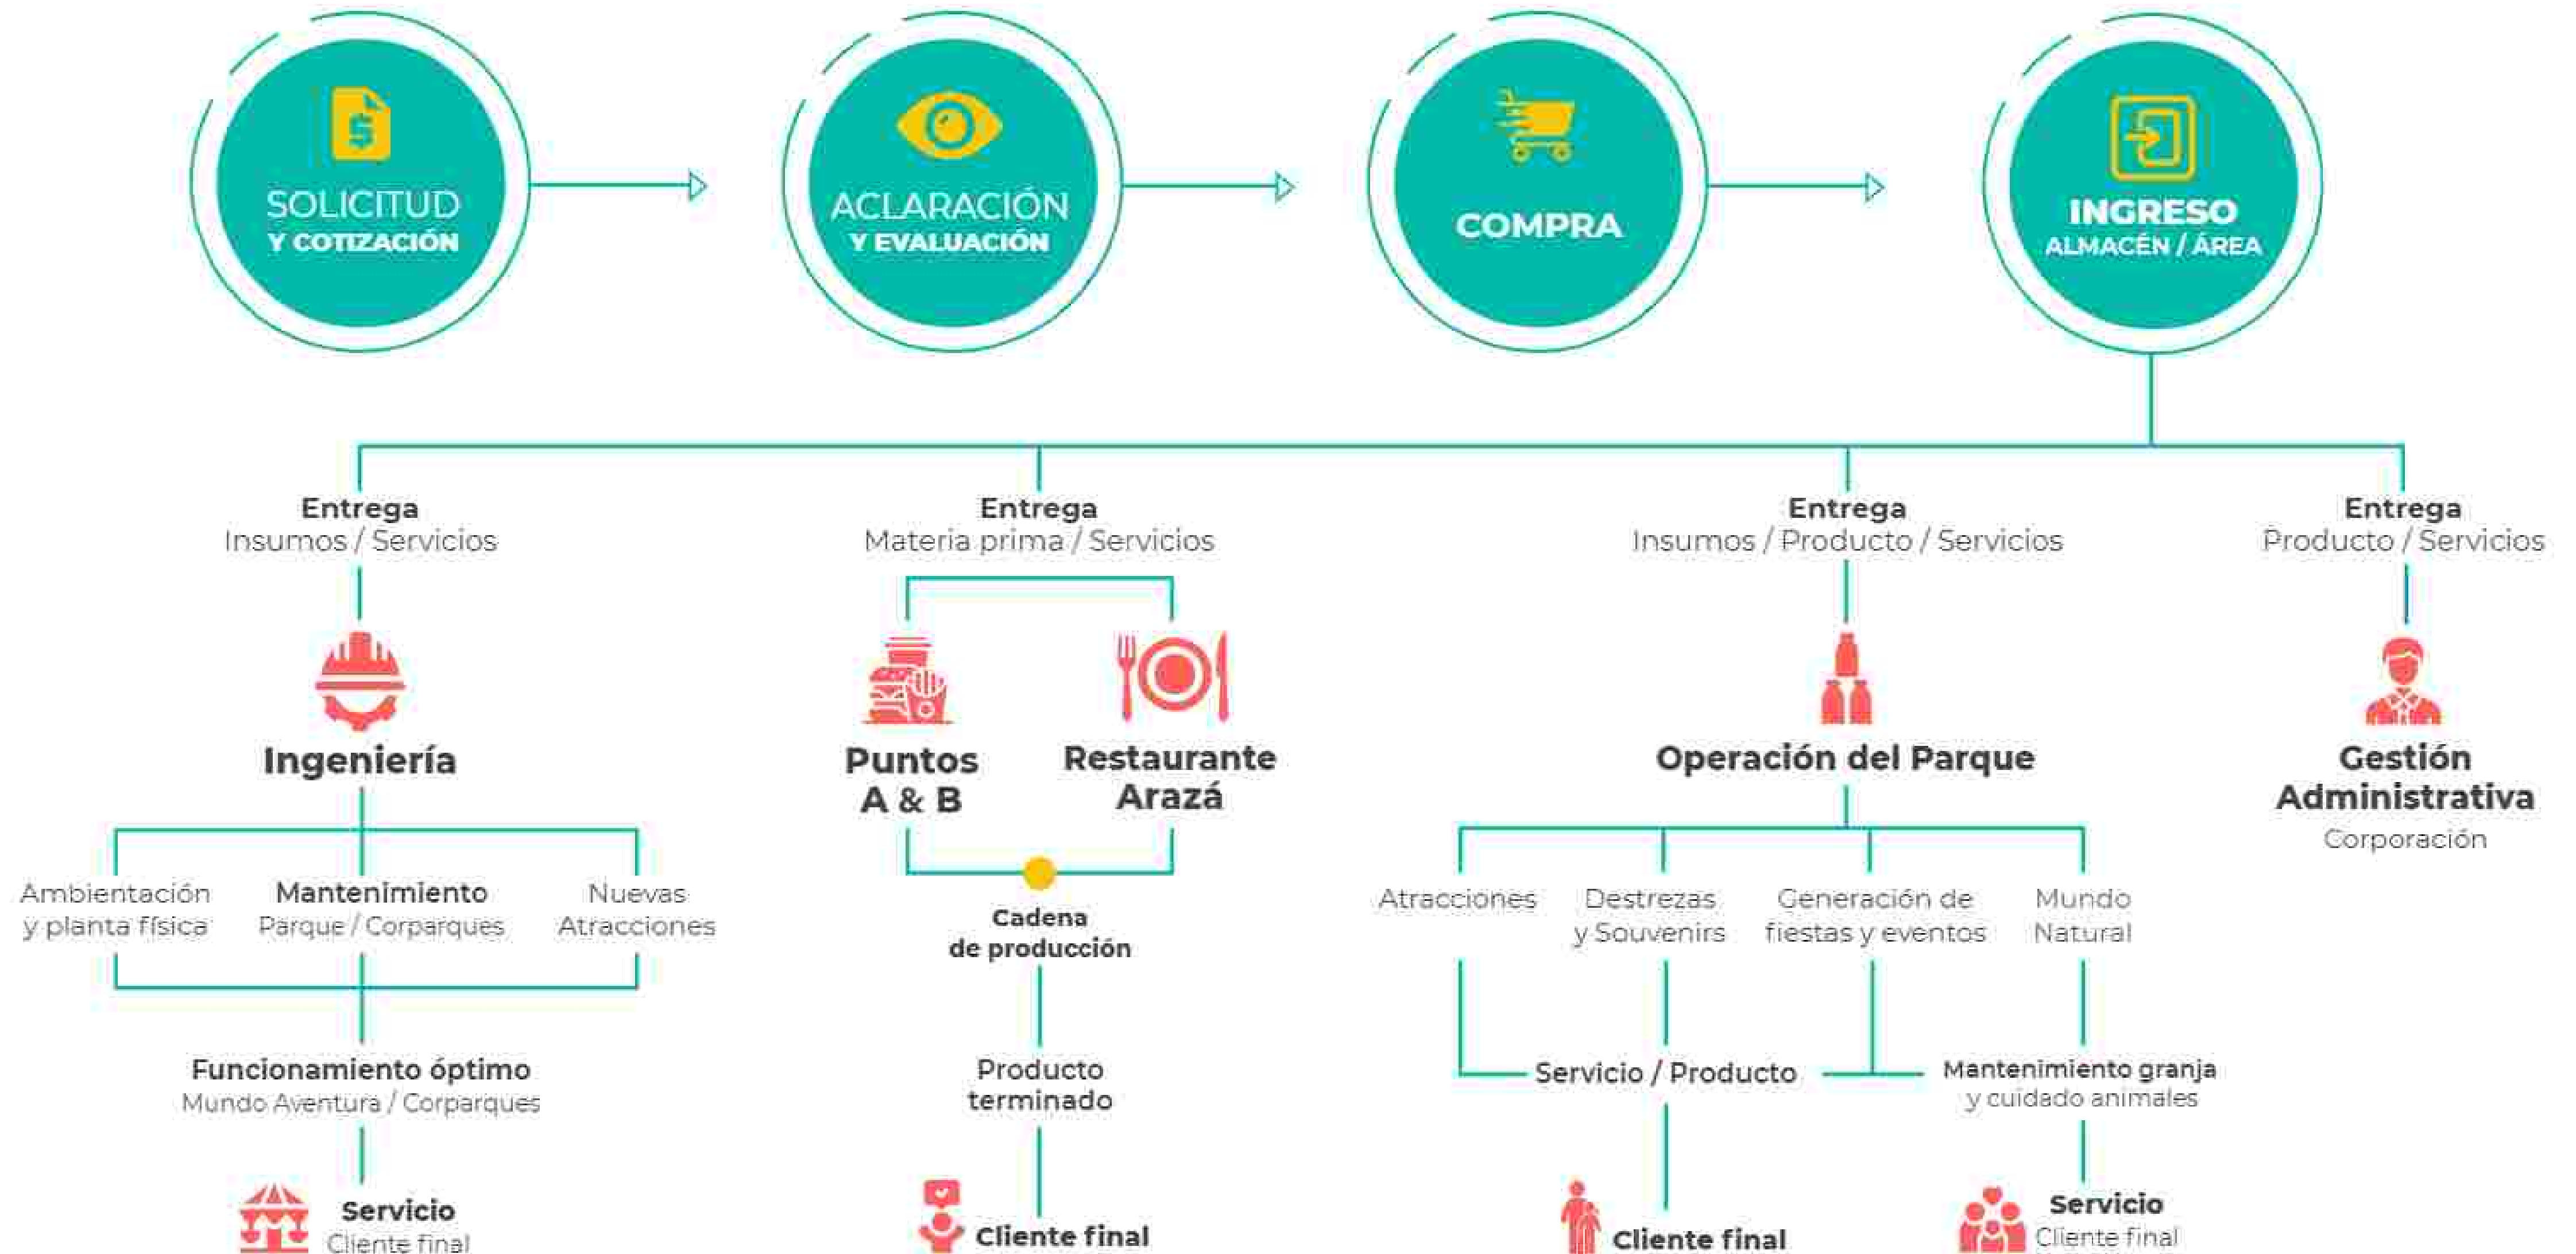 SOLICITUD
Y COTIZACIÓN
ACLARACIÓN
Y EVALUACIÓN
COMPRA
INGRESO
ALMACÉN / ÁREA
Entrega
Insumos / Servicios
Entrega
Materia prima / Servicios
Entrega
Insumos / Producto / Servicios
Entrega
Producto / Servicios
Ingeniería
Puntos
A & B
Restaurante
Arazá
Operación del Parque
Gestión
Administrativa
Corporación
Ambientación
y planta física
Mantenimiento
Parque / Corparques
Nuevas
Atracciones
Cadena
de producción
Atracciones
Destrezas
y Souvenirs
Generación de
fiestas y eventos
Mundo
Natural
Funcionamiento óptimo
Mundo Aventura / Corparques
Producto
terminado
Servicio / Producto
Mantenimiento granja
y cuidado animales
Servicio
Cliente final
Cliente final
Cliente final
Servicio
Cliente final